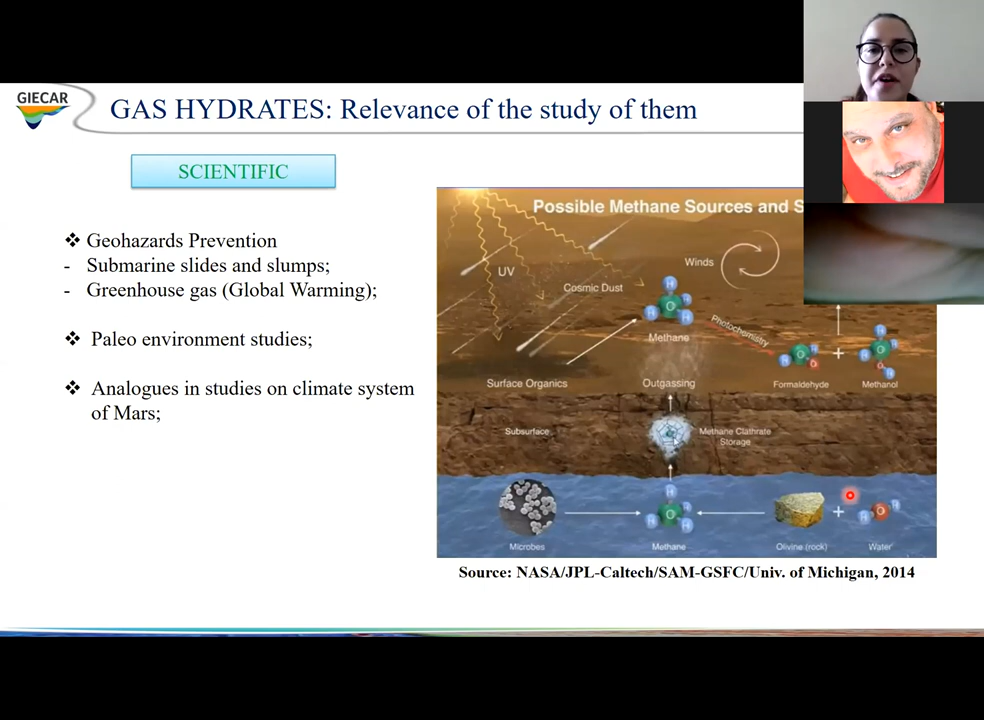 GIECAR
GAS HYDRATES: Relevance of the study of them
SCIENTIFIC
❖ Geohazards Prevention
- Submarine slides and slumps;
- Greenhouse gas (Global Warming);
❖ Paleo environment studies;
❖ Analogues in studies on climate system
of Mars;
Possible Methane Sources and S
UV
Cosmic Dust
Winds
H
H
H
Methane
Photochemistry
Surface Organics
Outgassing
Formaldehyde
+
Methanol
Subsurface
Methane Clathrate
Storage
Microbes
Methane
Olivine (rock)
+
Water
Source: NASA/JPL-Caltech/SAM-GSFC/Univ. of Michigan, 2014